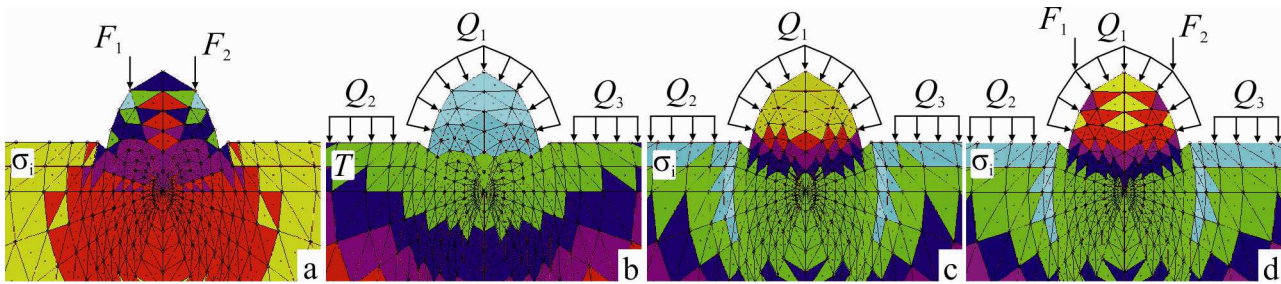 F₁ F₂
σᵢ
a
Q₁
Q₂ Q₃
T
b
Q₁
Q₂ Q₃
σᵢ
c
F₁ Q₁ F₂
Q₂ Q₃
σᵢ
d